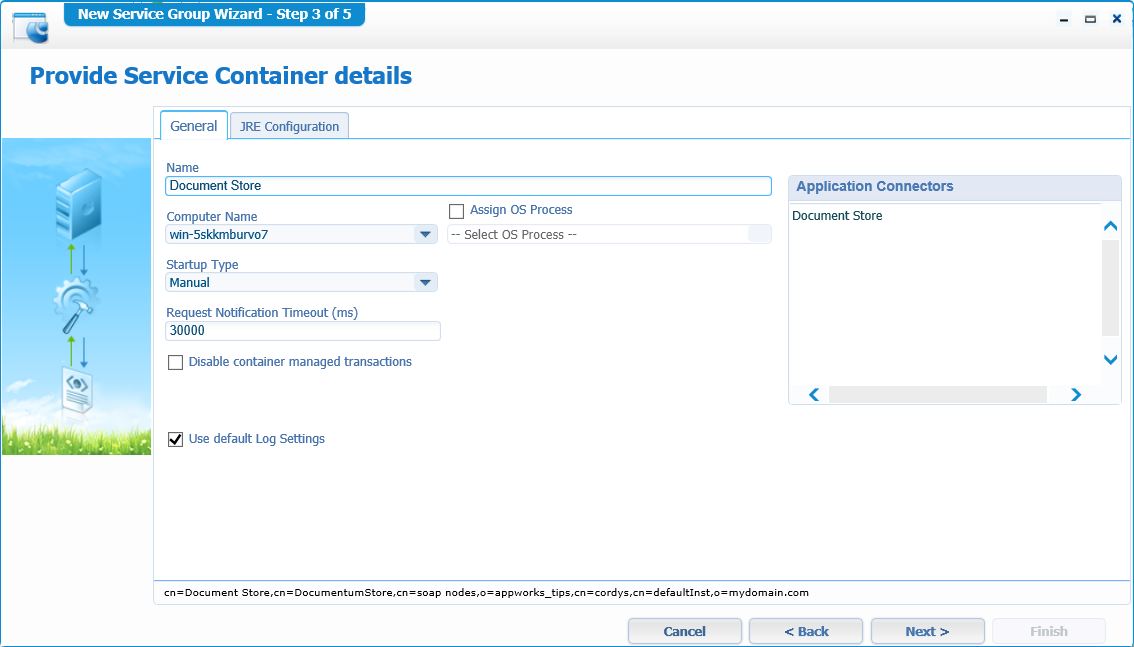 New Service Group Wizard - Step 3 of 5
Provide Service Container details
General
JRE Configuration
Name
Document Store
Computer Name
win-5skkmburvo7
Assign OS Process
-- Select OS Process --
Startup Type
Manual
Request Notification Timeout (ms)
30000
Disable container managed transactions
Use default Log Settings
Application Connectors
Document Store
cn=Document Store,cn=DocumentumStore,cn=soap nodes,o=appworks_tips,cn=cordys,cn=defaultInst,o=mydomain.com
Cancel
< Back
Next >
Finish